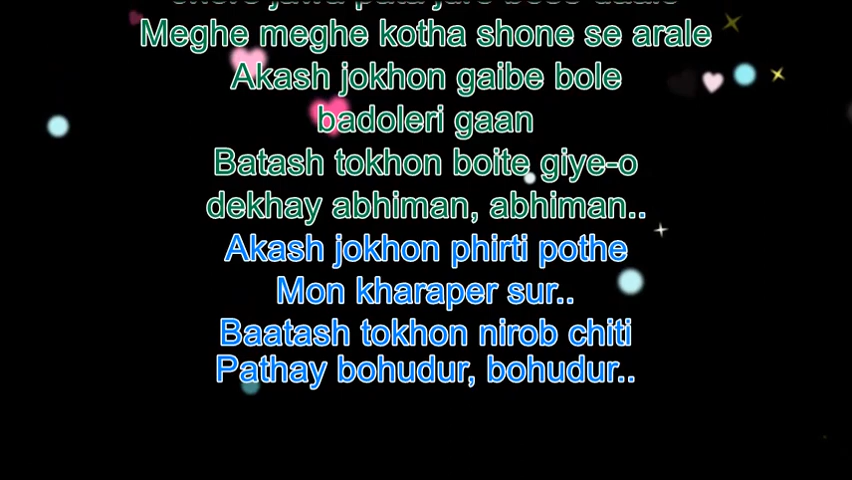 Meghe meghe kotha shone se arale
Akash jokhon gaibe bole
badoleri gaan
Batash tokhon boite giye-o
dekhay abhiman, abhiman..
Akash jokhon phirti pothe
Mon kharaper sur..
Baatash tokhon nirob chiti
Pathay bohudur, bohudur..